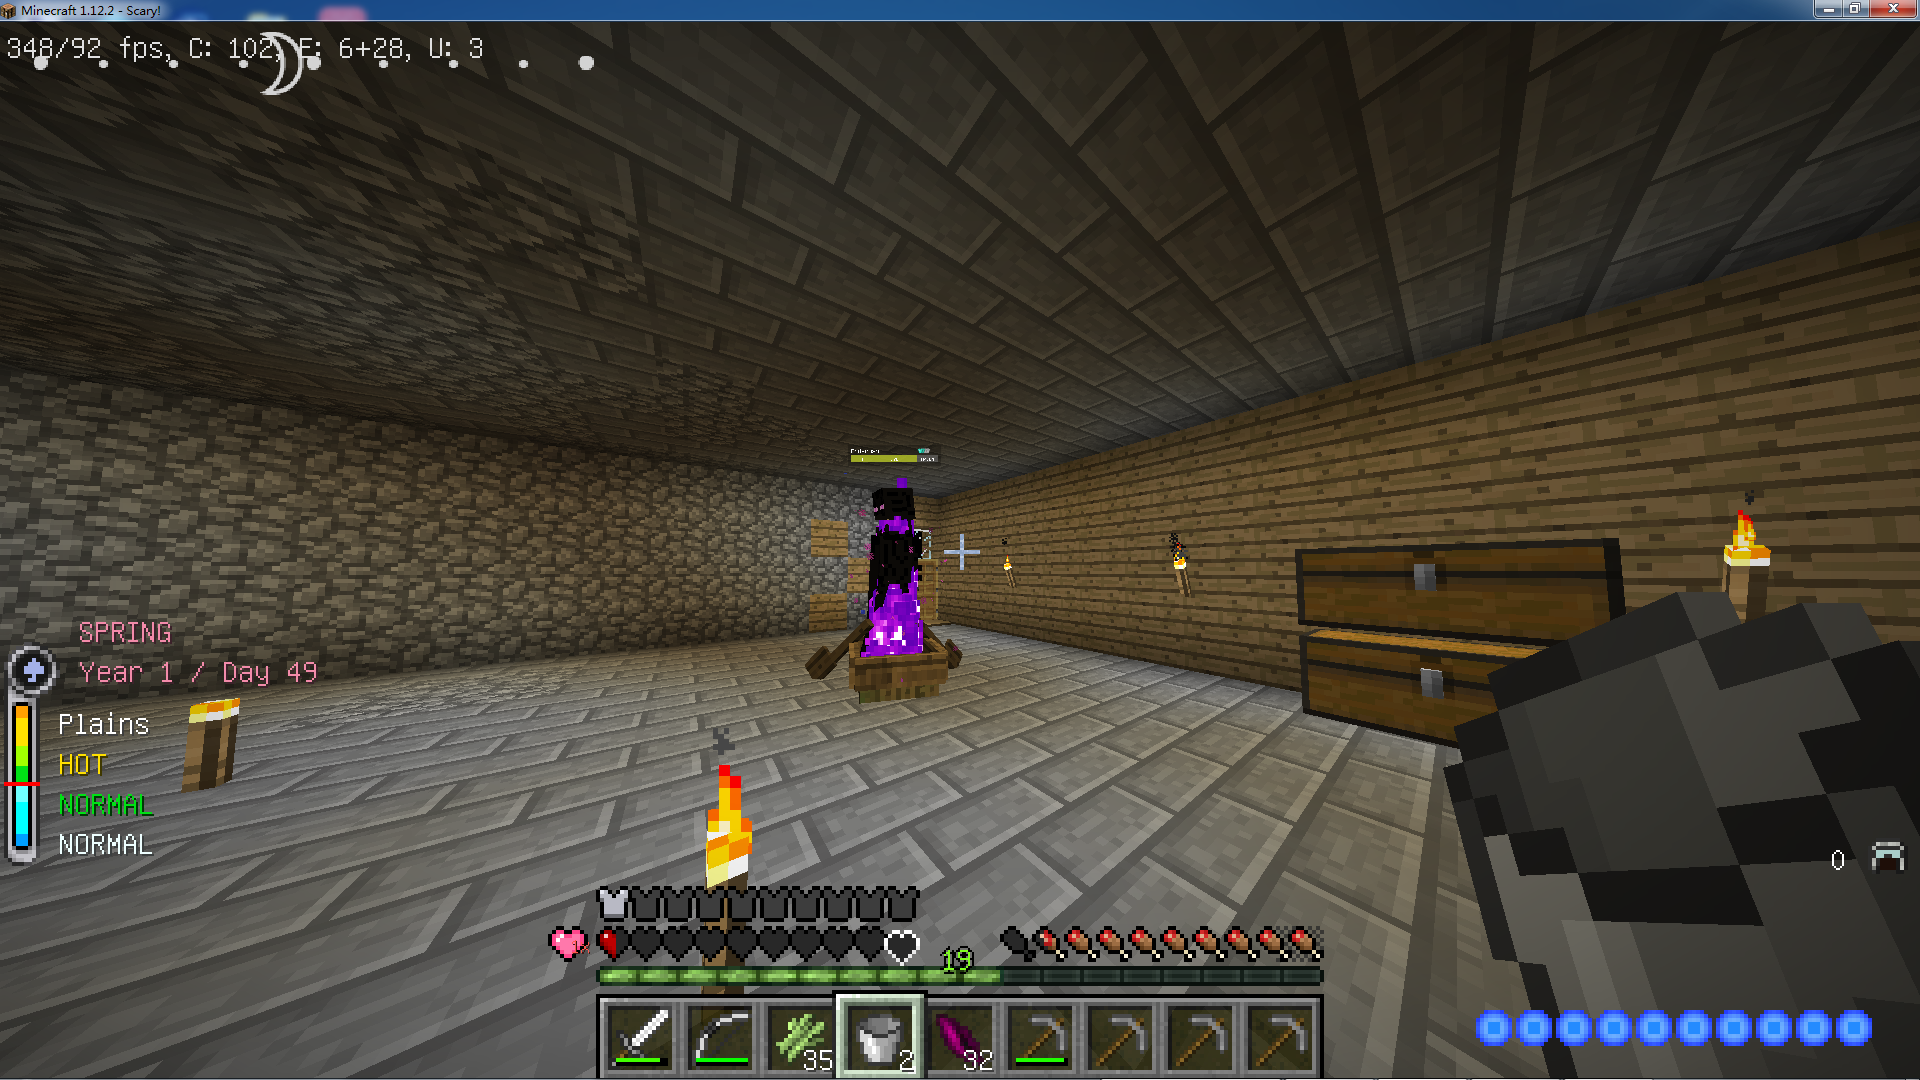 Minecraft 1.12.2 - Scary!
348/92 fps, C: 102, E: 6+28, U: 3
SPRING
Year 1 / Day 49
Plains
HOT
NORMAL
NORMAL
0
19
35
2
32